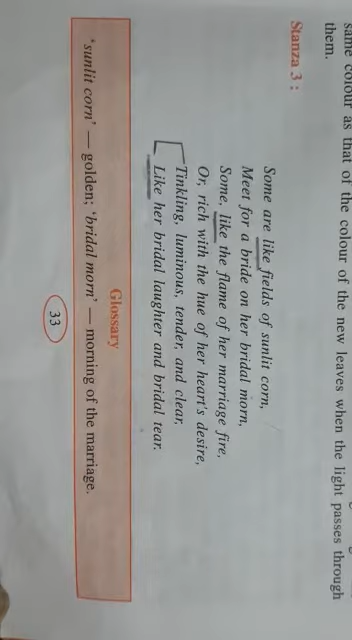 same colour as that of the colour of the new leaves when the light passes through
them.
Stanza 3 :
Some are like fields of sunlit corn,
Meet for a bride on her bridal morn,
Some, like the flame of her marriage fire,
Or, rich with the hue of her heart's desire,
Tinkling, luminous, tender, and clear,
Like her bridal laughter and bridal tear.
Glossary
'sunlit corn' — golden; 'bridal morn' — morning of the marriage.
33